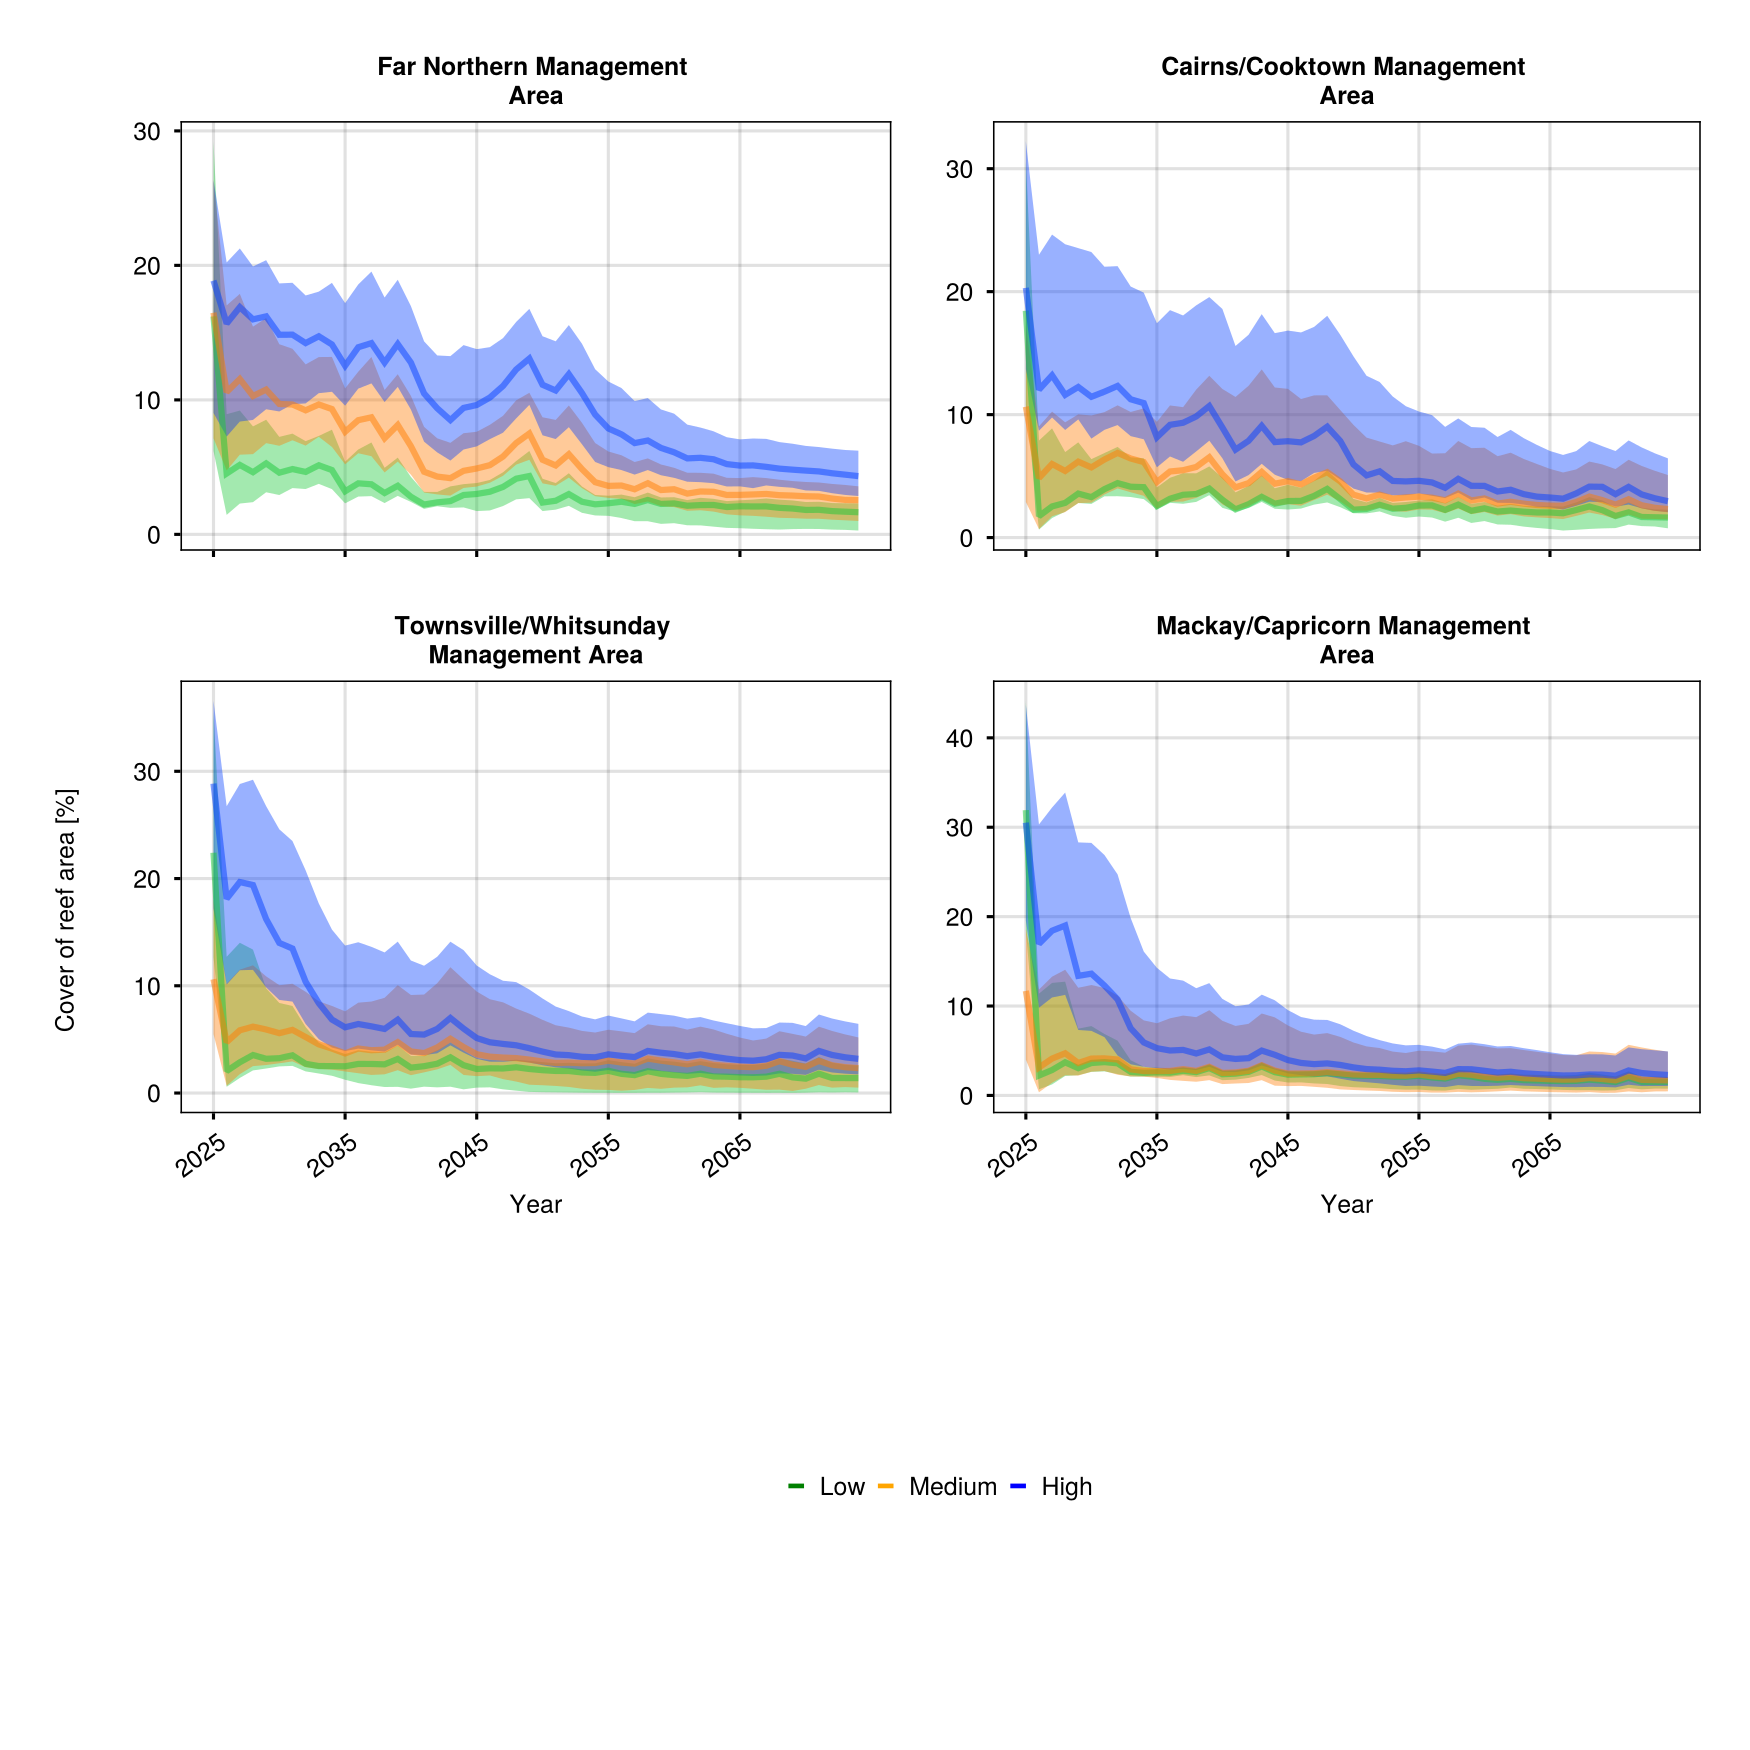 Far Northern Management
Area
30
20
10
0
Cairns/Cooktown Management
Area
30
20
10
0
Townsville/Whitsunday
Management Area
30
20
10
0
2025
2035
2045
2055
2065
Year
Mackay/Capricorn Management
Area
40
30
20
10
0
2025
2035
2045
2055
2065
Year
Cover of reef area [%]
Low Medium High